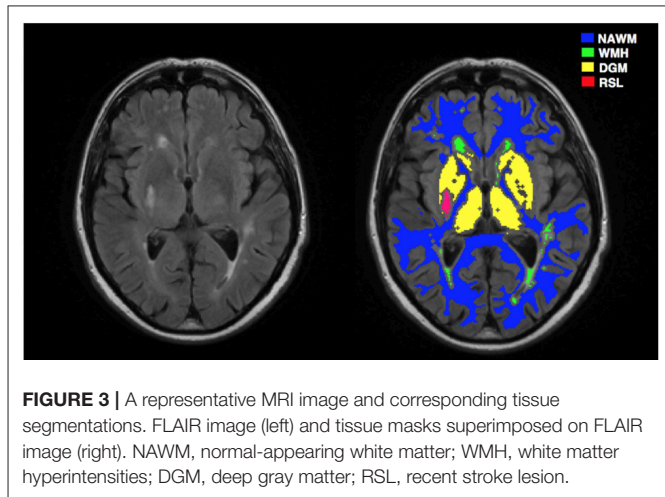 NAWM
WMH
DGM
RSL
FIGURE 3 | A representative MRI image and corresponding tissue
segmentations. FLAIR image (left) and tissue masks superimposed on FLAIR
image (right). NAWM, normal-appearing white matter; WMH, white matter
hyperintensities; DGM, deep gray matter; RSL, recent stroke lesion.